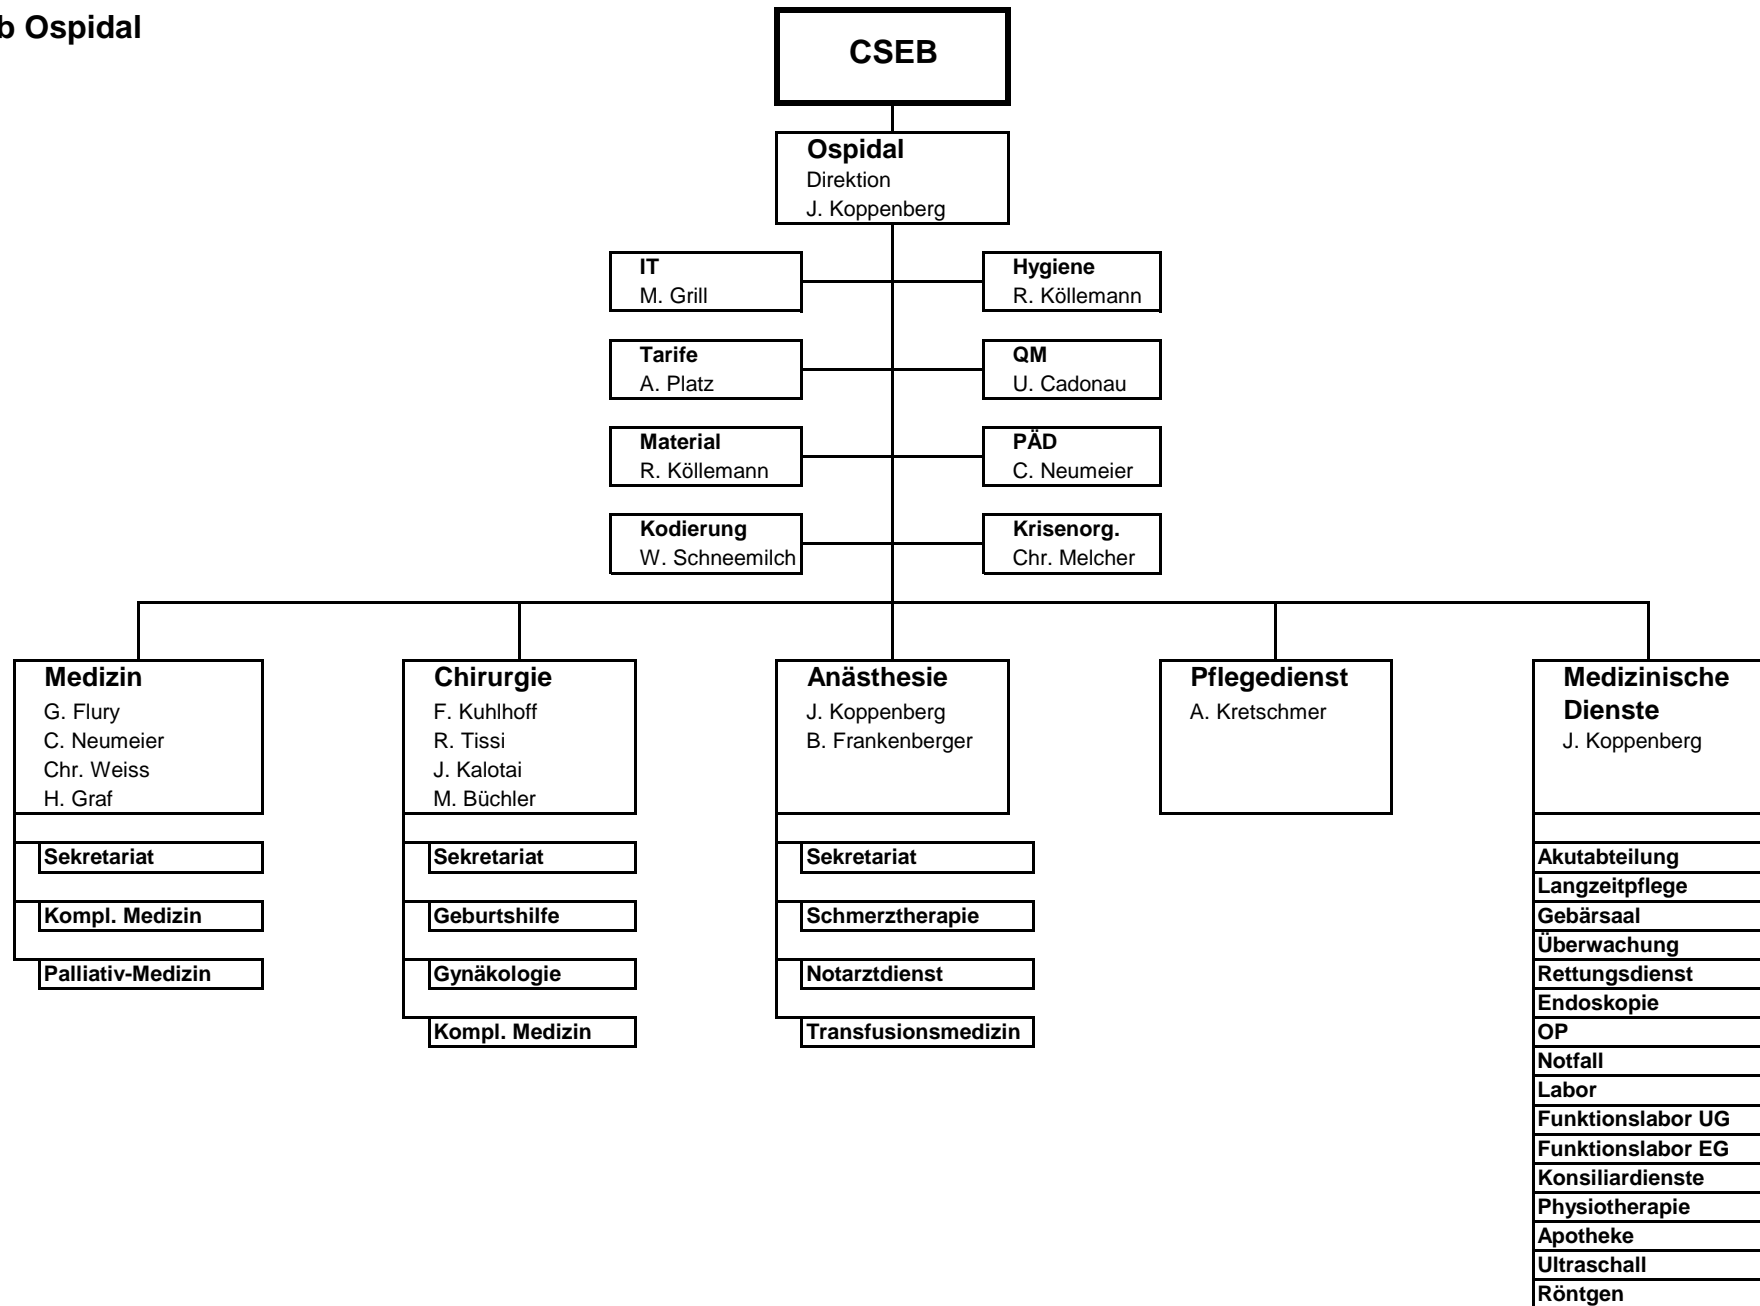 b Ospidal
CSEB
Ospidal
Direktion
J. Koppenberg
IT
M. Grill
Hygiene
R. Köllemann
Tarife
A. Platz
QM
U. Cadonau
Material
R. Köllemann
PÄD
C. Neumeier
Kodierung
W. Schneemilch
Krisenorg.
Chr. Melcher
Medizin
G. Flury
C. Neumeier
Chr. Weiss
H. Graf
Sekretariat
Kompl. Medizin
Palliativ-Medizin
Chirurgie
F. Kuhlhoff
R. Tissi
J. Kalotai
M. Büchler
Sekretariat
Geburtshilfe
Gynäkologie
Kompl. Medizin
Anästhesie
J. Koppenberg
B. Frankenberger
Sekretariat
Schmerztherapie
Notarztdienst
Transfusionsmedizin
Pflegedienst
A. Kretschmer
Medizinische
Dienste
J. Koppenberg
Akutabteilung
Langzeitpflege
Gebärsaal
Überwachung
Rettungsdienst
Endoskopie
OP
Notfall
Labor
Funktionslabor UG
Funktionslabor EG
Konsiliardienste
Physiotherapie
Apotheke
Ultraschall
Röntgen